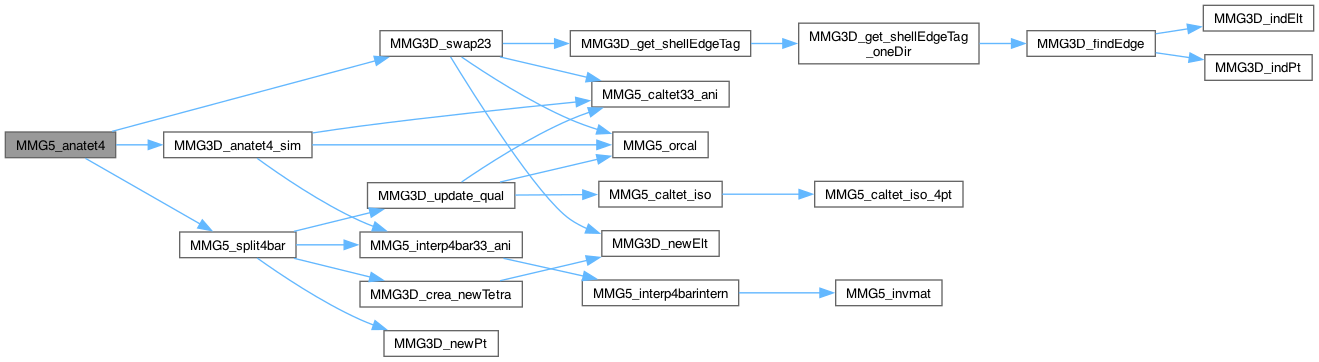 MMG5_anatet4
MMG3D_swap23
MMG3D_anatet4_sim
MMG5_split4bar
MMG3D_get_shellEdgeTag
MMG3D_get_shellEdgeTag
_oneDir
MMG3D_findEdge
MMG3D_indElt
MMG3D_indPt
MMG5_caltet33_ani
MMG5_orcal
MMG3D_update_qual
MMG5_caltet_iso
MMG5_caltet_iso_4pt
MMG5_interp4bar33_ani
MMG3D_newElt
MMG3D_crea_newTetra
MMG5_interp4barintern
MMG5_invmat
MMG3D_newPt